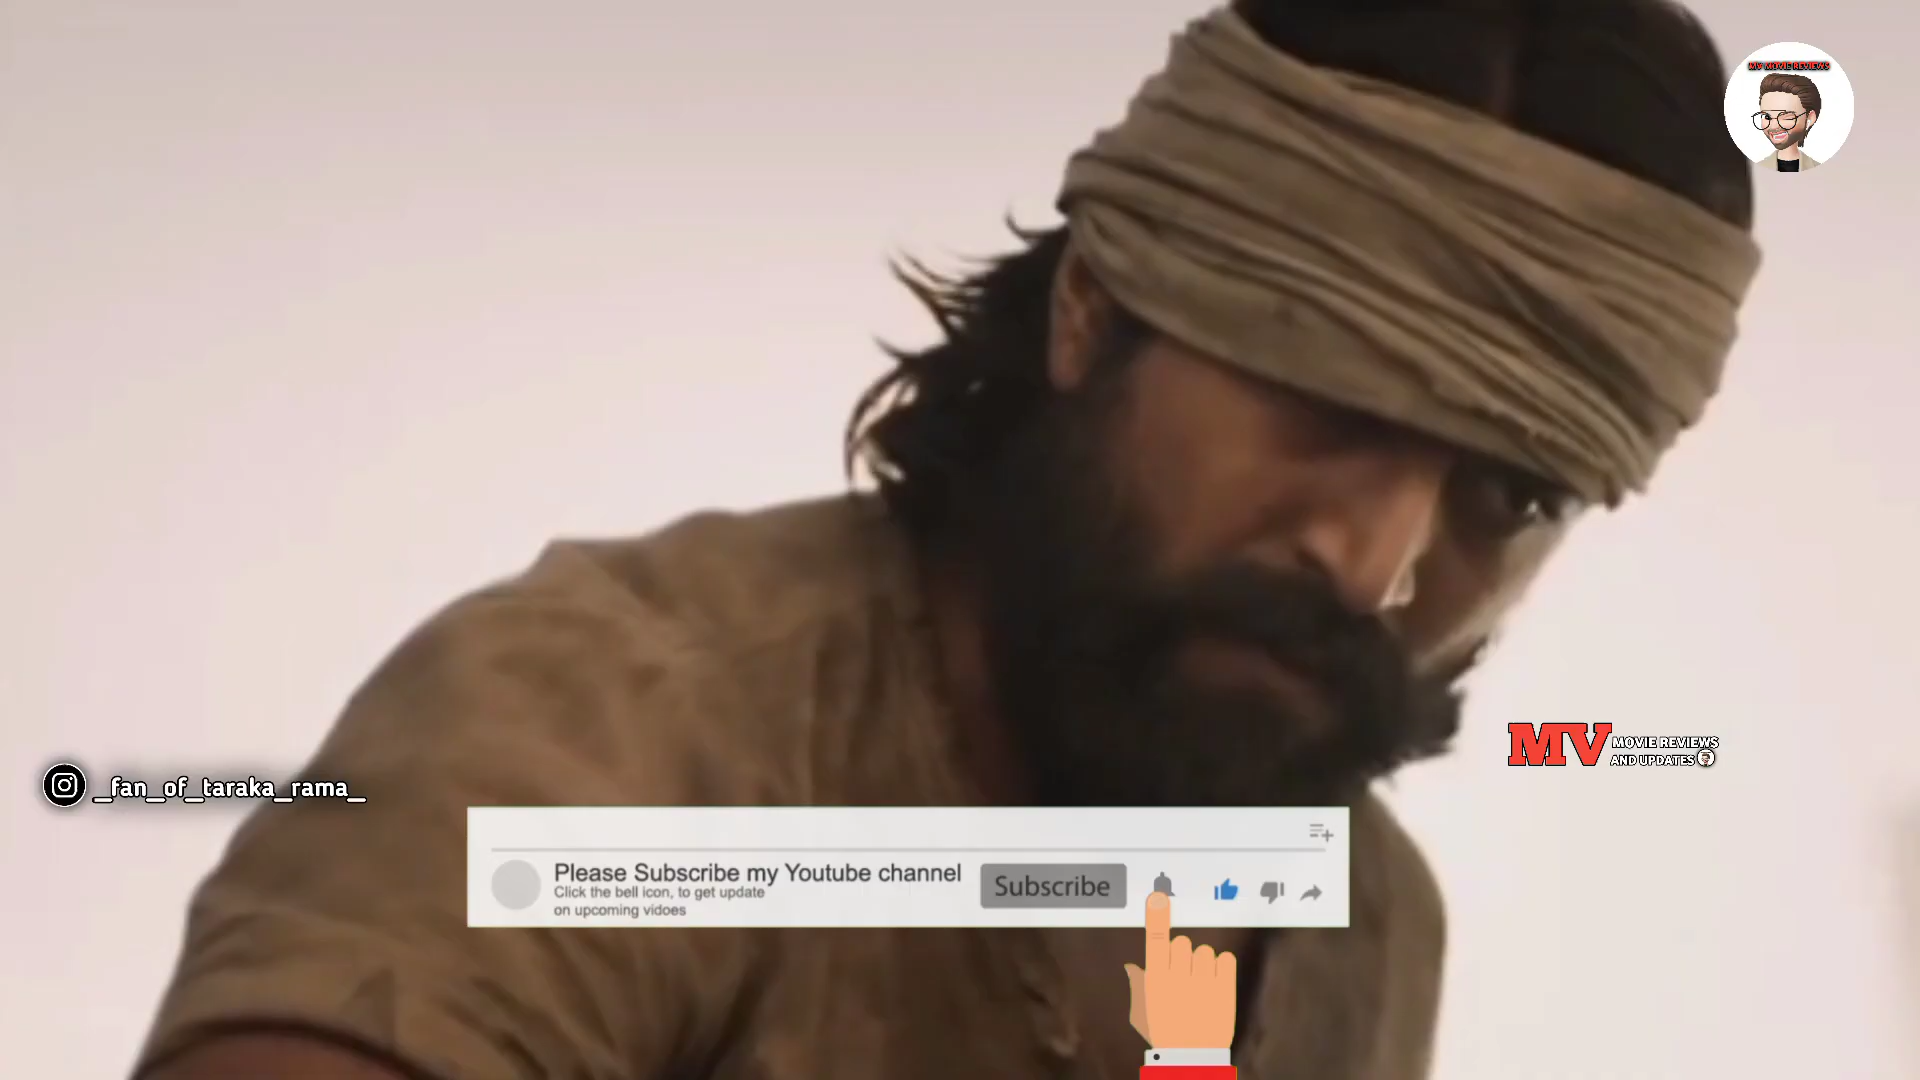 MV MOVIE REVIEWS
MV MOVIE REVIEWS
AND UPDATES
_fan_of_taraka_rama_
Please Subscribe my Youtube channel
Click the bell icon, to get update
on upcoming vidoes
Subscribe